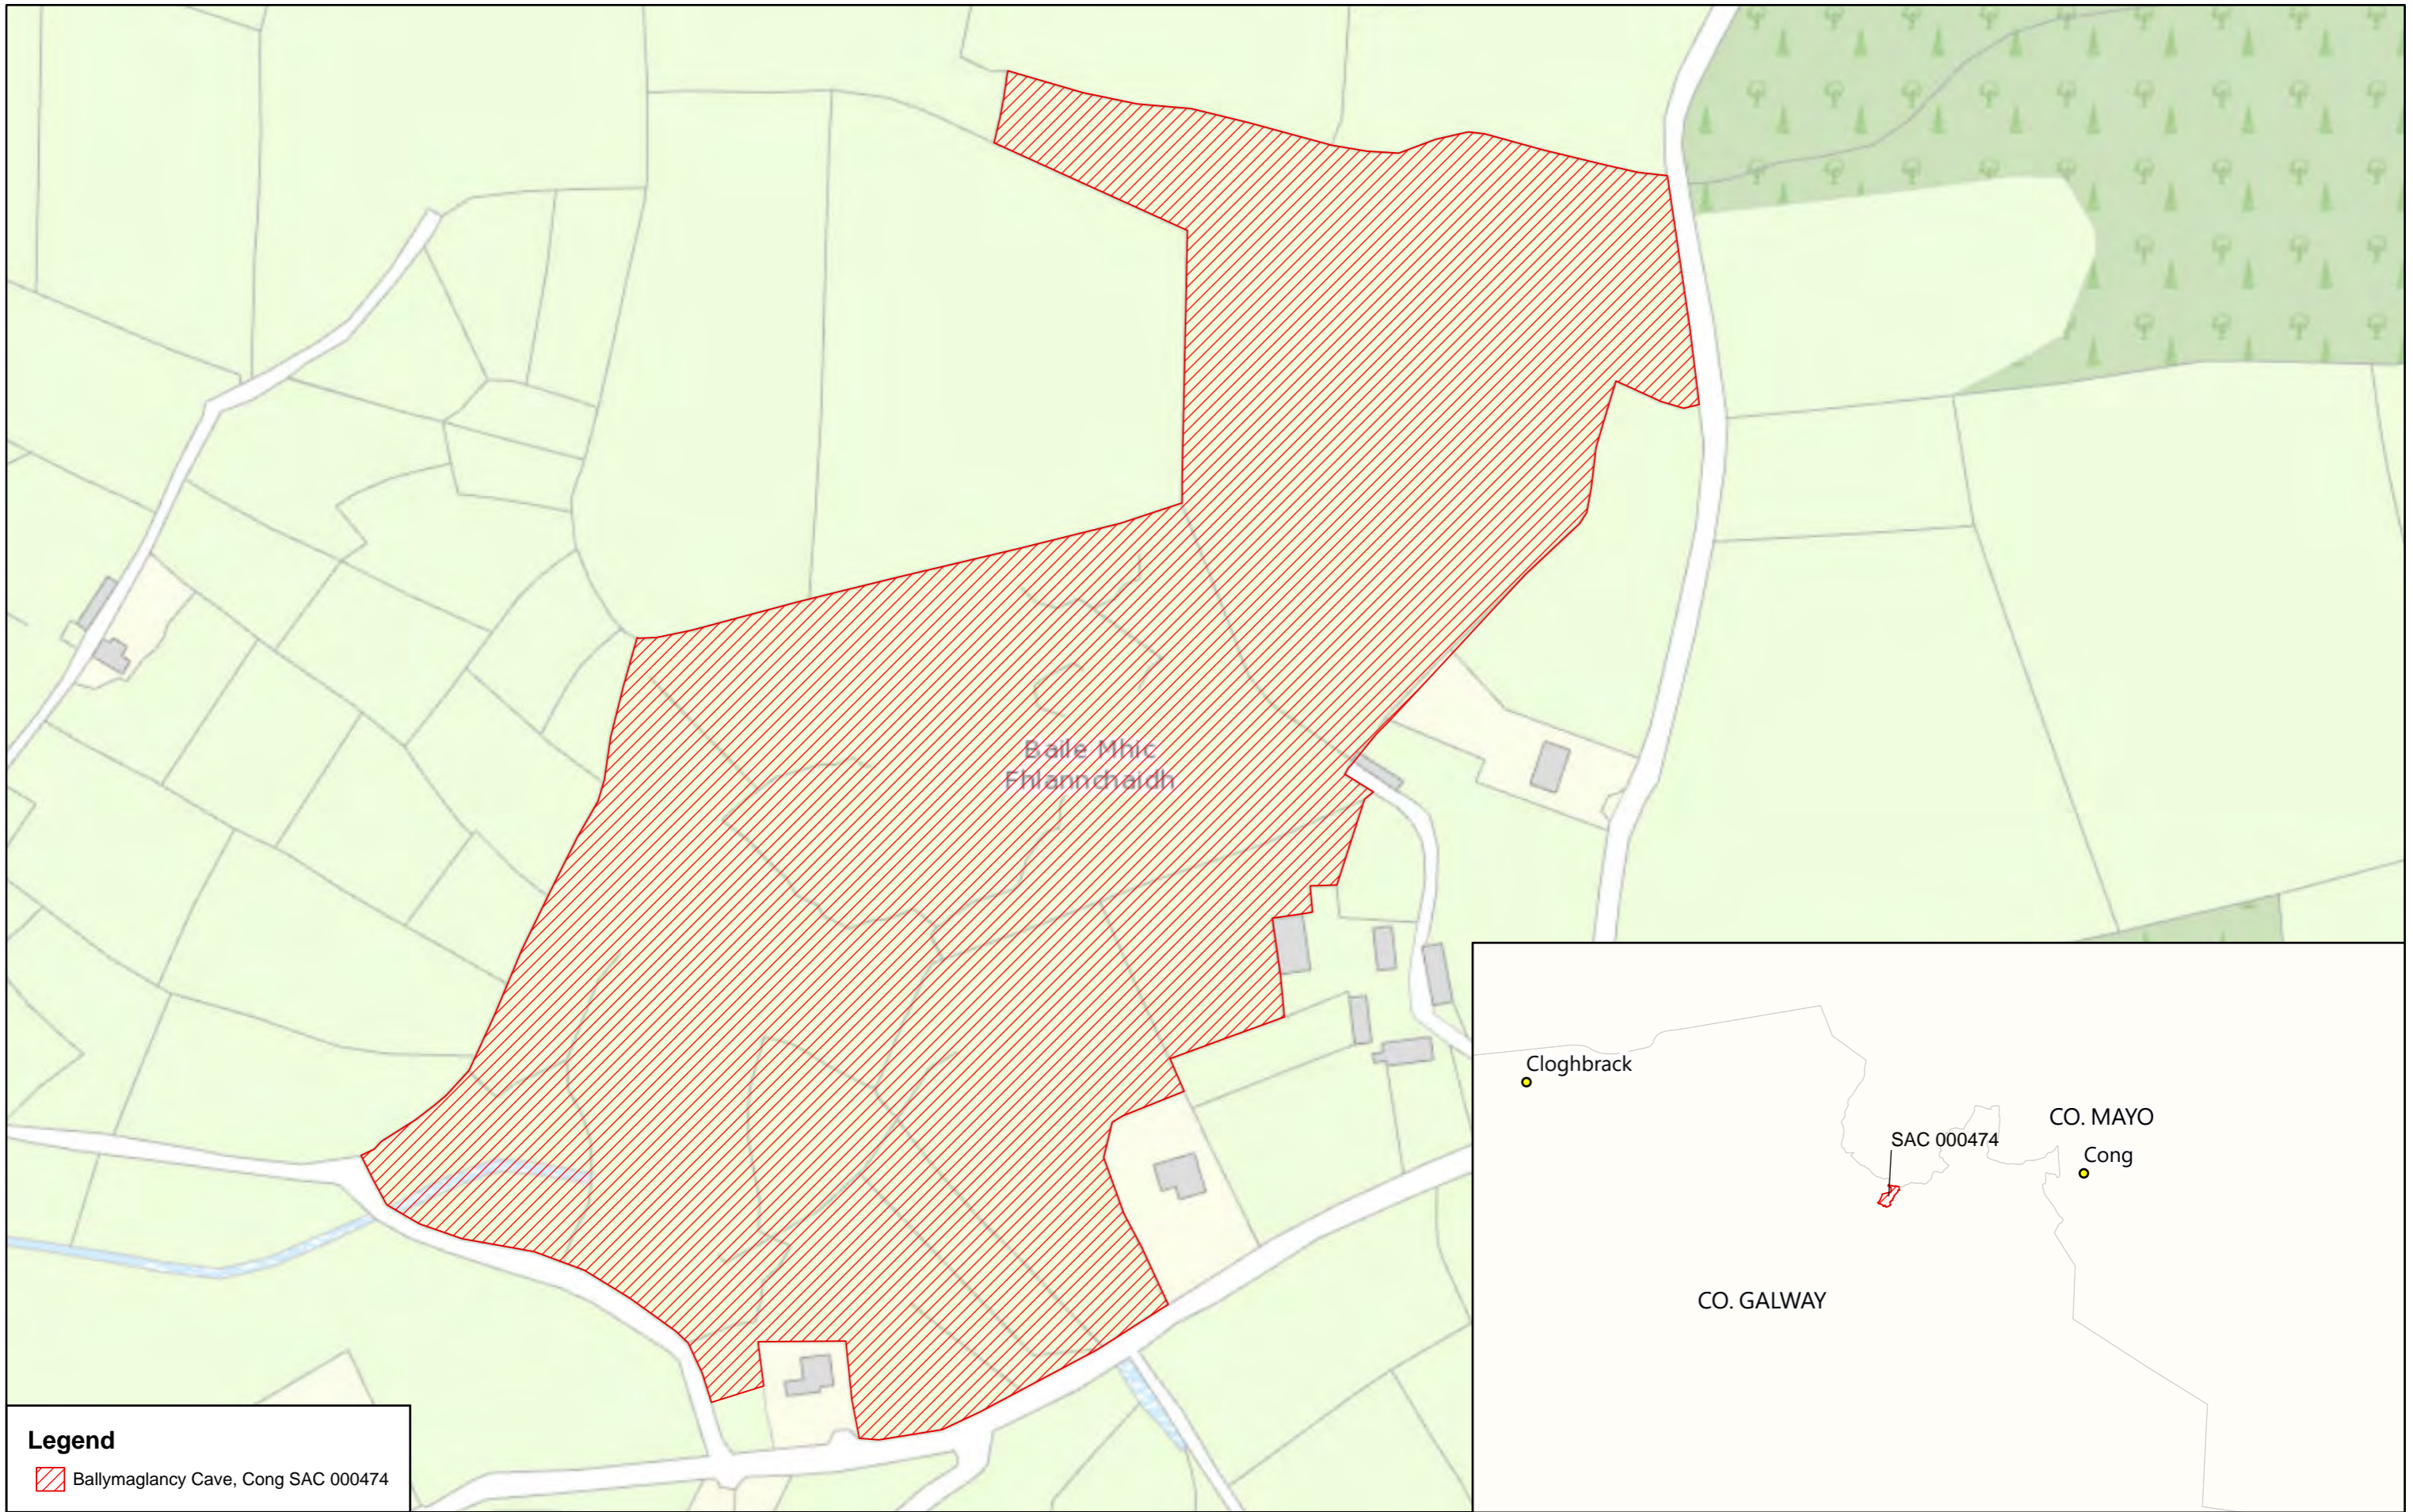 Baile Mhic
Fhlannchaidh
Cloghbrack
CO. MAYO
SAC 000474
Cong
CO. GALWAY
Legend
Ballymaglancy Cave, Cong SAC 000474